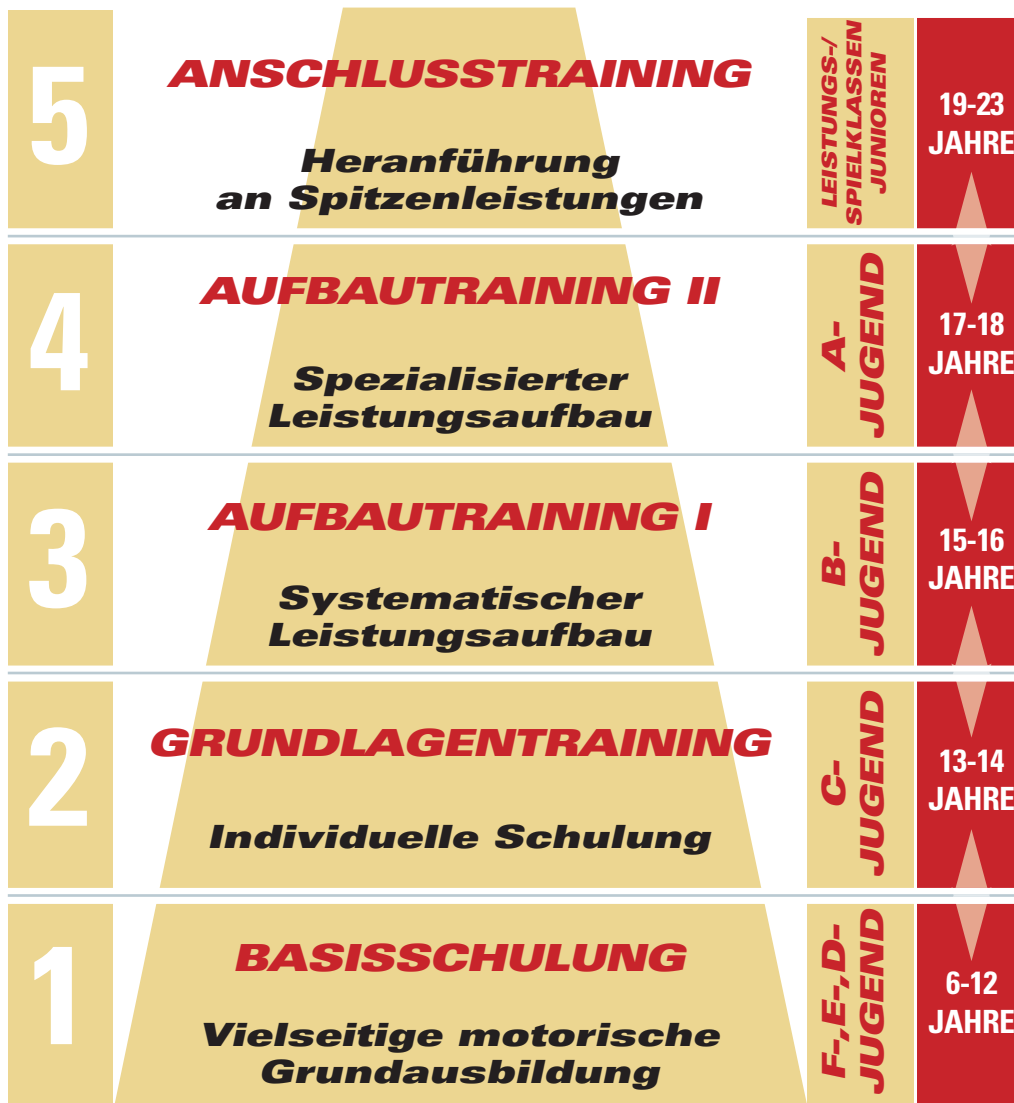 5
ANSCHLUSSTRAINING
Heranführung
an Spitzenleistungen
LEISTUNGS-/
SPIELKLASSEN
JUNIOREN
19-23
JAHRE
4
AUFBAUTRAINING II
Spezialisierter
Leistungsaufbau
A-
JUGEND
17-18
JAHRE
3
AUFBAUTRAINING I
Systematischer
Leistungsaufbau
B-
JUGEND
15-16
JAHRE
2
GRUNDLAGENTRAINING
Individuelle Schulung
C-
JUGEND
13-14
JAHRE
1
BASISSCHULUNG
Vielseitige motorische
Grundausbildung
F-,E-,D-
JUGEND
6-12
JAHRE